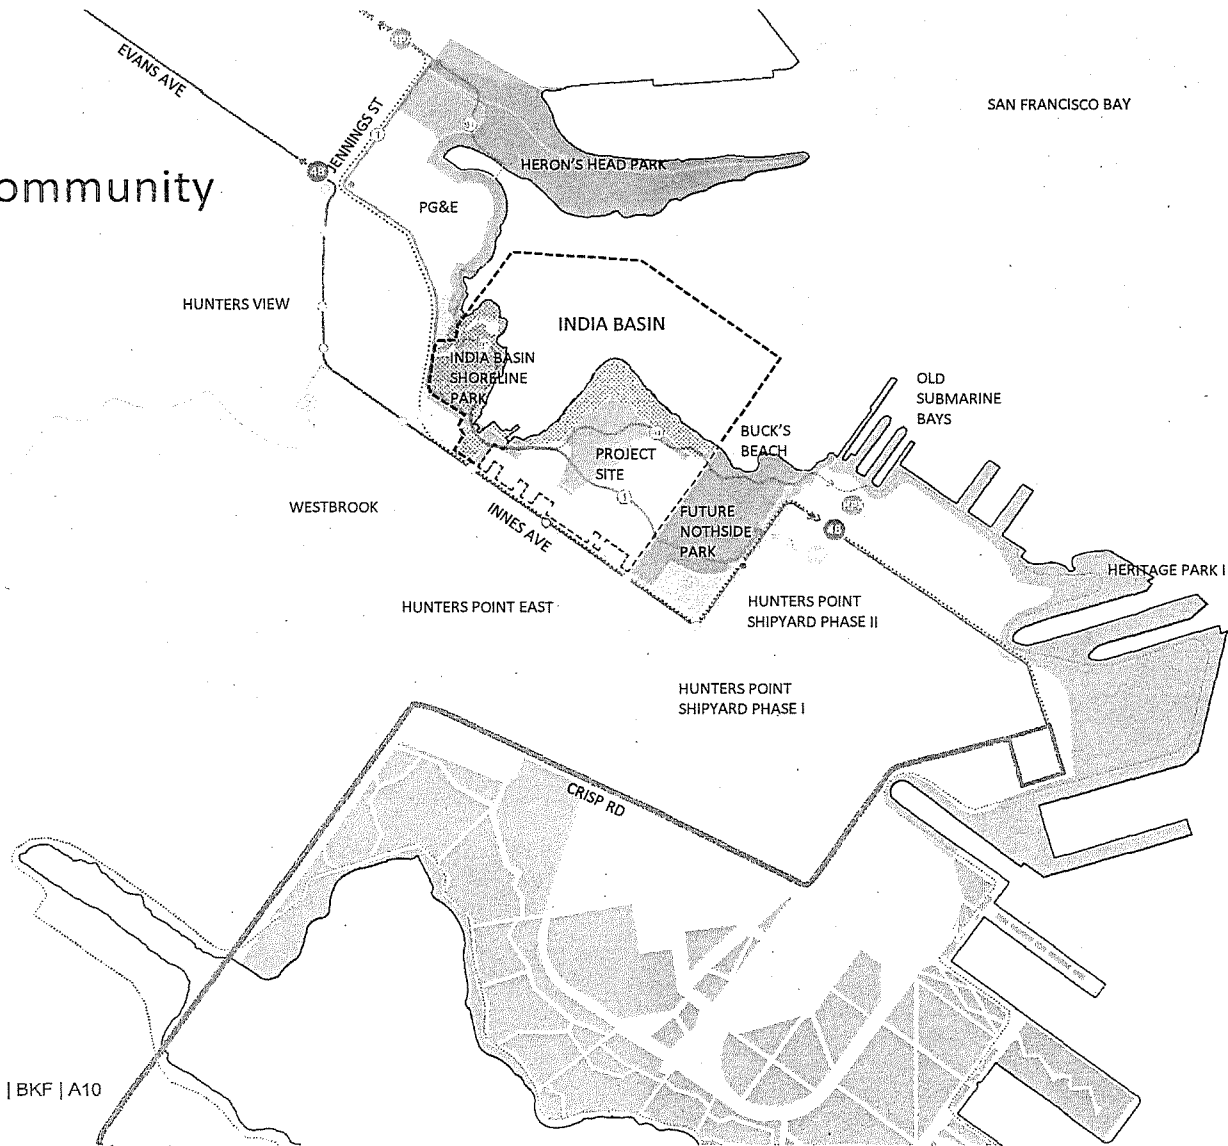 EVANS AVE
JENNINGS ST
SAN FRANCISCO BAY
ommunity
HERON'S HEAD PARK
PG&E
HUNTERS VIEW
INDIA BASIN
INDIA BASIN
SHORELINE
PARK
OLD
SUBMARINE
BAYS
BUCK'S
BEACH
PROJECT
SITE
WESTBROOK
INNES AVE
FUTURE
NOTHSIDE
PARK
HERITAGE PARK I
HUNTERS POINT EAST
HUNTERS POINT
SHIPYARD PHASE II
HUNTERS POINT
SHIPYARD PHASE I
CRISP RD
| BKF | A10